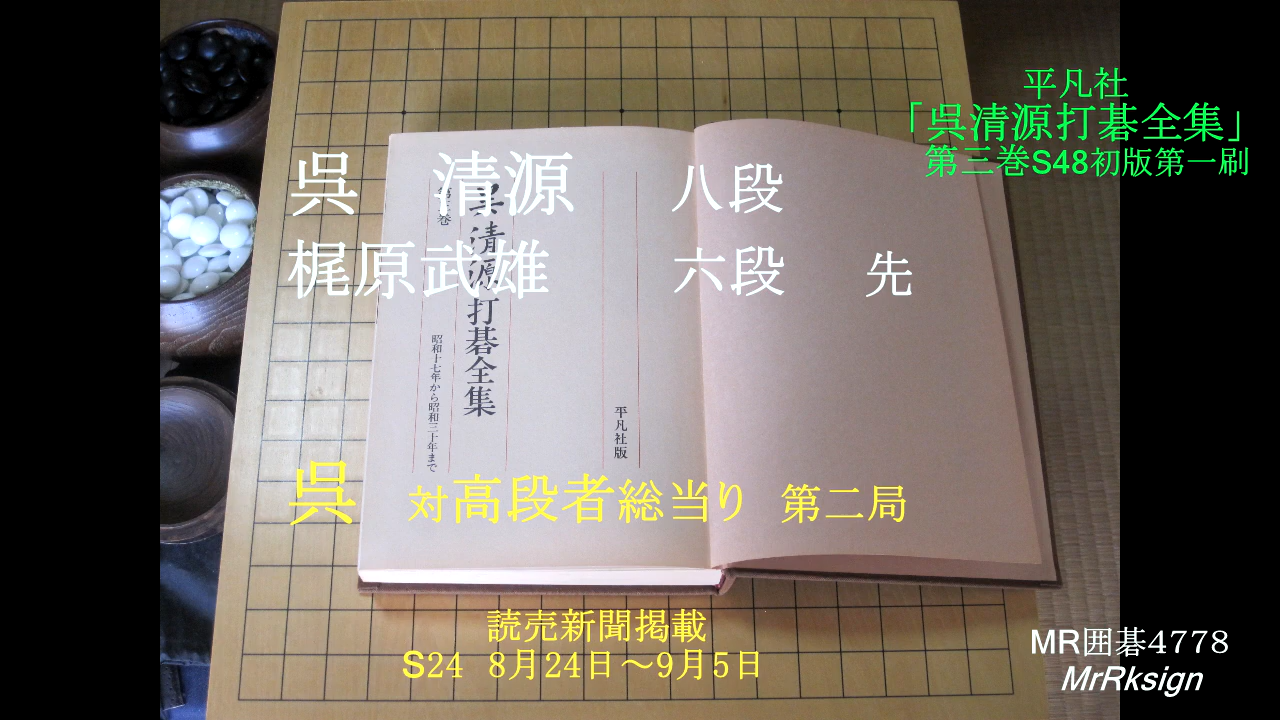 平凡社
「呉清源打碁全集」
第三巻S48初版第一刷
呉 清源 八段
梶原武雄 六段 先
第三巻
呉清源打碁全集
昭和十七年から昭和三十年まで
平凡社版
呉 対高段者総当り 第二局
読売新聞掲載
S24 8月24日～9月5日
MR囲碁4778
MrRksign